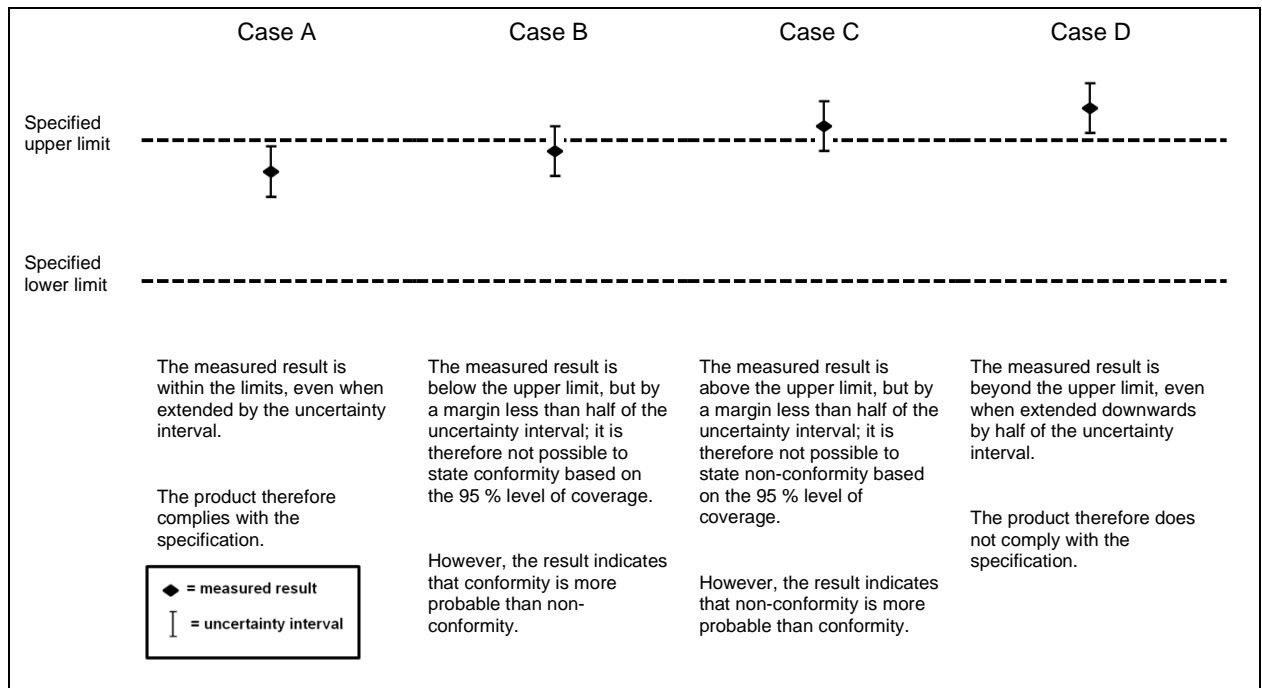 Case A
Case B
Case C
Case D
Specified
upper limit
Specified
lower limit
The measured result is
within the limits, even when
extended by the uncertainty
interval.
The product therefore
complies with the
specification.
= measured result
= uncertainty interval
The measured result is
below the upper limit, but by
a margin less than half of the
uncertainty interval; it is
therefore not possible to
state conformity based on
the 95 % level of coverage.
However, the result indicates
that conformity is more
probable than non-
conformity.
The measured result is
above the upper limit, but by
a margin less than half of the
uncertainty interval; it is
therefore not possible to
state non-conformity based
on the 95 % level of
coverage.
However, the result indicates
that non-conformity is more
probable than conformity.
The measured result is
beyond the upper limit, even
when extended downwards
by half of the uncertainty
interval.
The product therefore does
not comply with the
specification.